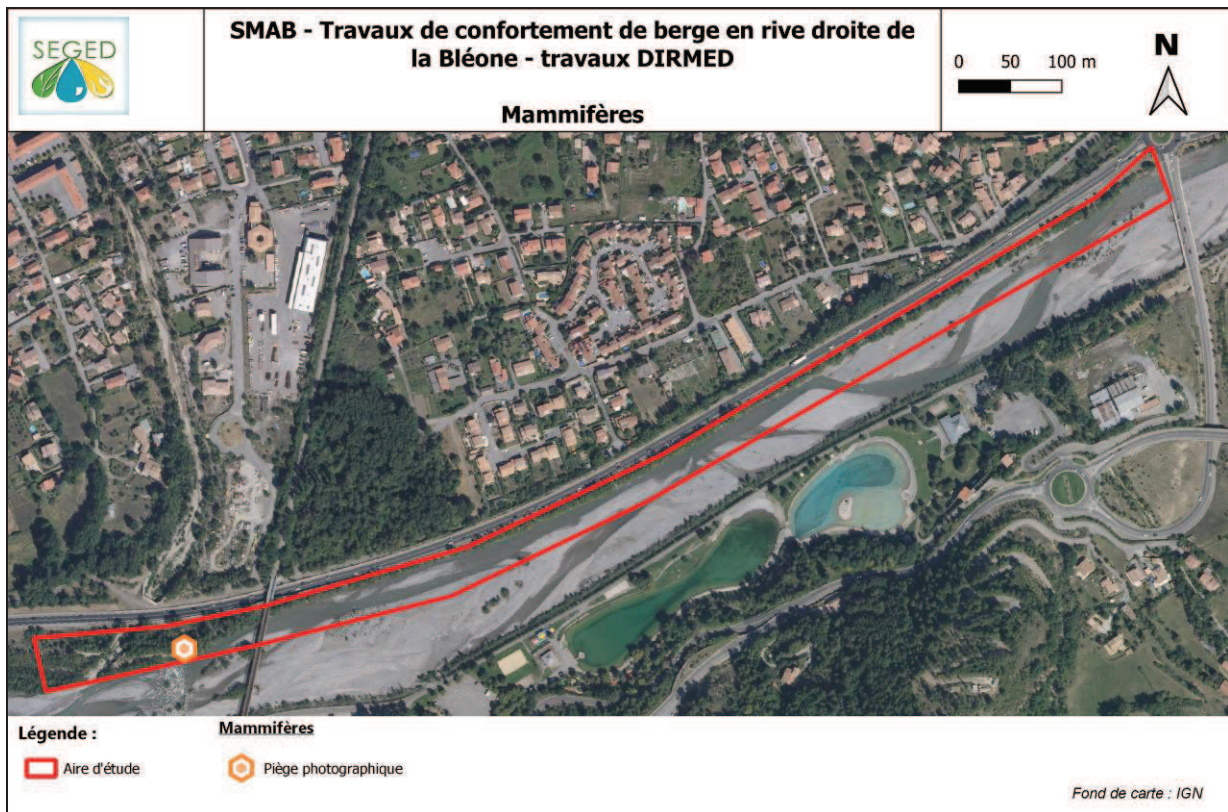 SEGED
SMAB - Travaux de confortement de berge en rive droite de
la Bléone - travaux DIRMED
Mammifères
0 50 100 m
N
Légende :
Aire d'étude
Mammifères
Piège photographique
Fond de carte : IGN